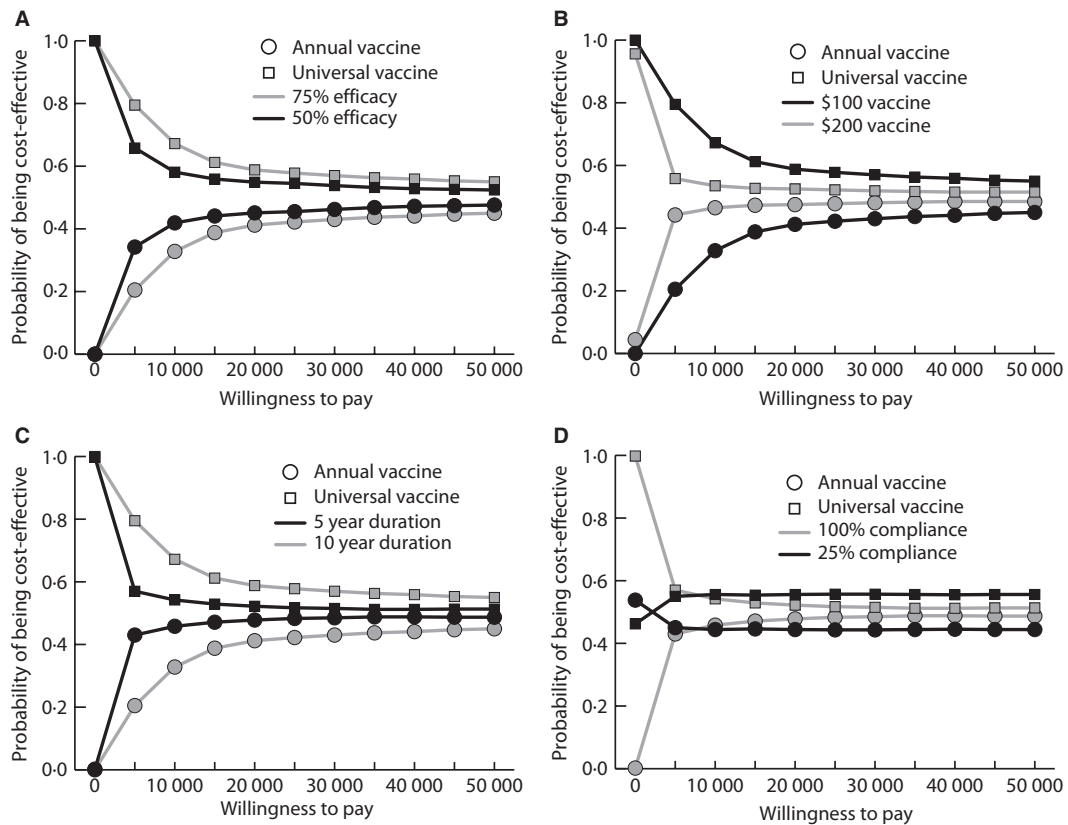 A
Probability of being cost-effective
1·0
0·8
0·6
0·4
0·2
0·0
Annual vaccine
Universal vaccine
75% efficacy
50% efficacy
0
10 000
20 000
30 000
40 000
50 000
Willingness to pay
B
Probability of being cost-effective
1·0
0·8
0·6
0·4
0·2
0·0
Annual vaccine
Universal vaccine
$100 vaccine
$200 vaccine
0
10 000
20 000
30 000
40 000
50 000
Willingness to pay
C
Probability of being cost-effective
1·0
0·8
0·6
0·4
0·2
0·0
Annual vaccine
Universal vaccine
5 year duration
10 year duration
0
10 000
20 000
30 000
40 000
50 000
Willingness to pay
D
Probability of being cost-effective
1·0
0·8
0·6
0·4
0·2
0·0
Annual vaccine
Universal vaccine
100% compliance
25% compliance
0
10 000
20 000
30 000
40 000
50 000
Willingness to pay